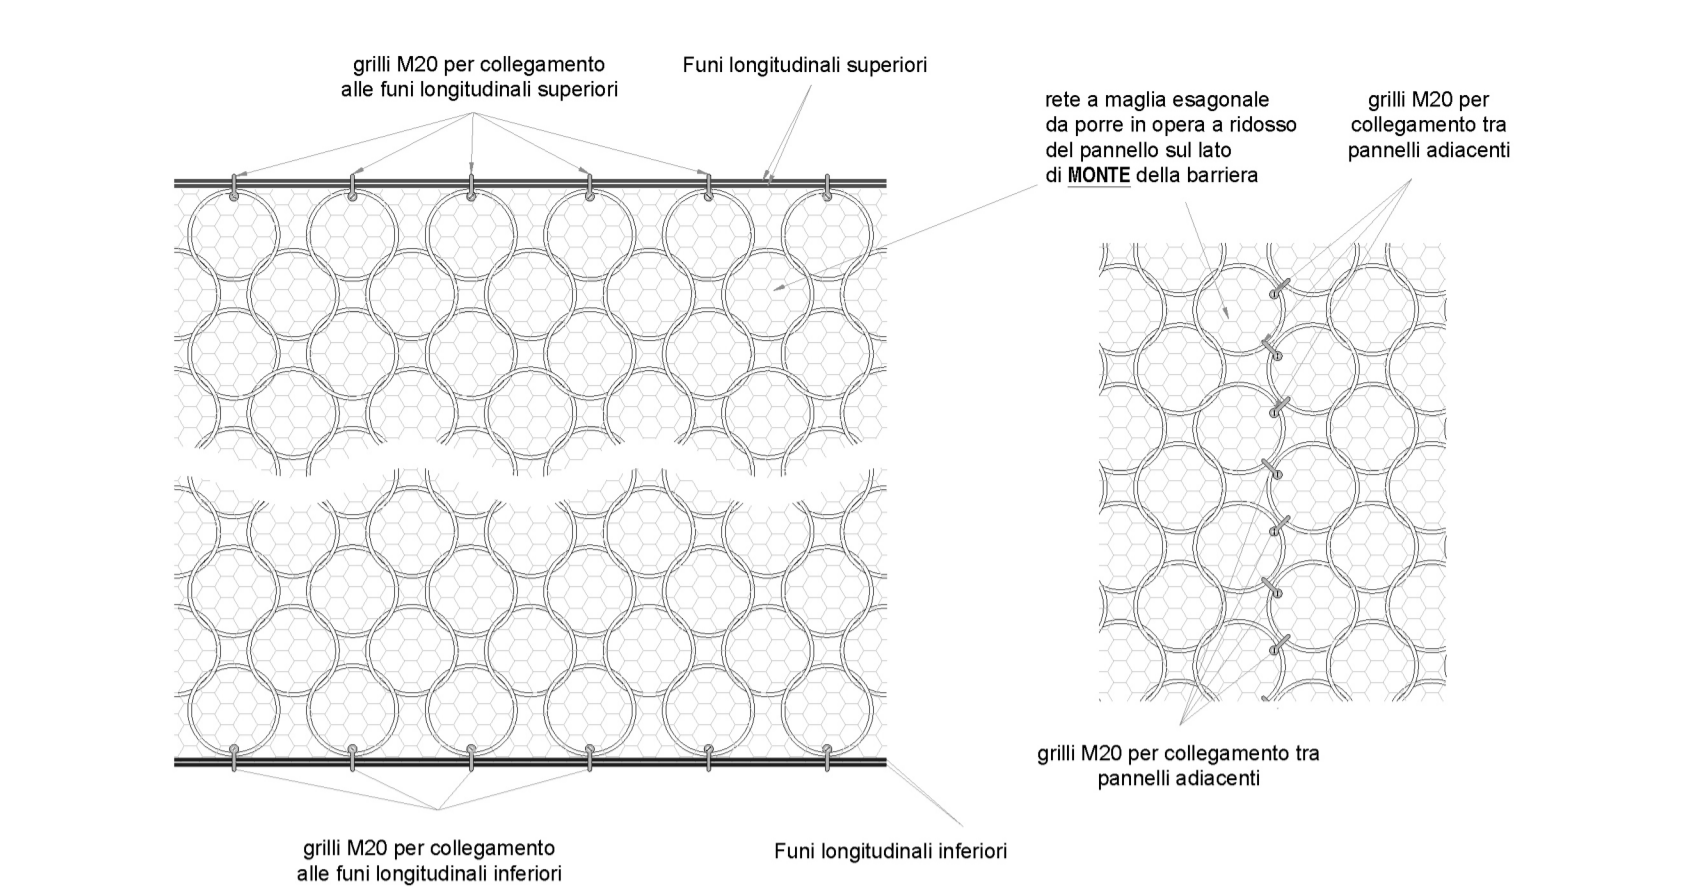 grilli M20 per collegamento
alle funi longitudinali superiori
Funi longitudinali superiori
rete a maglia esagonale
da porre in opera a ridosso
del pannello sul lato
di MONTE della barriera
grilli M20 per
collegamento tra
pannelli adiacenti
grilli M20 per collegamento tra
pannelli adiacenti
grilli M20 per collegamento
alle funi longitudinali inferiori
Funi longitudinali inferiori